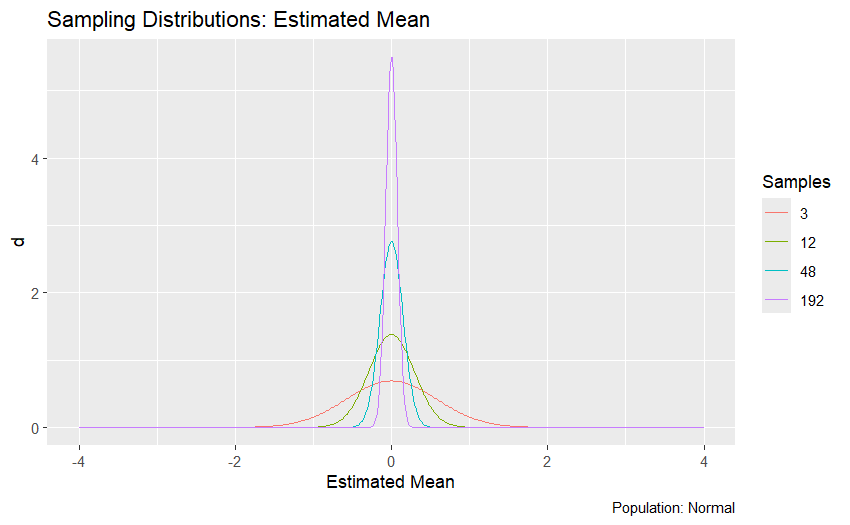 Sampling Distributions: Estimated Mean
d
4
2
0
-4
-2
0
2
4
Estimated Mean
Samples
3
12
48
192
Population: Normal